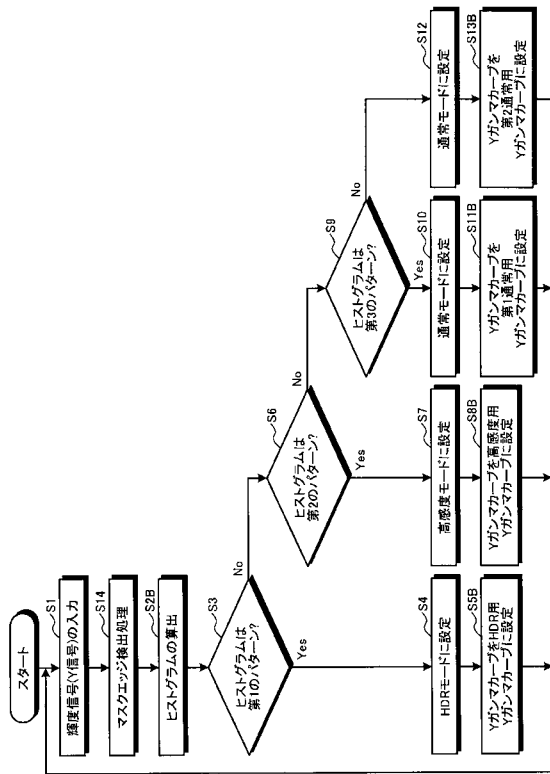 スタート
S1
輝度信号(Y信号)の入力
S14
マスクエッジ検出処理
S2B
ヒストグラムの算出
S3
ヒストグラムは
第1のパターン?
No
Yes
S4
HDRモードに設定
S5B
YガンマカーブをHDR用
Yガンマカーブに設定
S6
ヒストグラムは
第2のパターン?
No
Yes
S7
高感度モードに設定
S8B
Yガンマカーブを高感度用
Yガンマカーブに設定
S9
ヒストグラムは
第3のパターン?
No
Yes
S10
通常モードに設定
S11B
Yガンマカーブを
第1通常用
Yガンマカーブに設定
S12
通常モードに設定
S13B
Yガンマカーブを
第2通常用
Yガンマカーブに設定